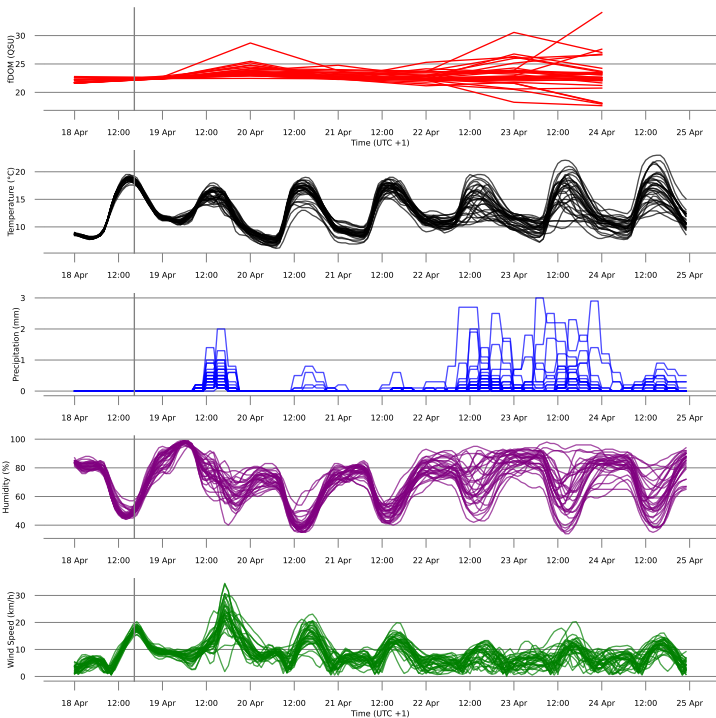 30
25
20
fDOM (QSU)
18 Apr 12:00 19 Apr 12:00 20 Apr 12:00 21 Apr 12:00 22 Apr 12:00 23 Apr 12:00 24 Apr 12:00 25 Apr
Time (UTC +1)
20
15
10
Temperature (°C)
18 Apr 12:00 19 Apr 12:00 20 Apr 12:00 21 Apr 12:00 22 Apr 12:00 23 Apr 12:00 24 Apr 12:00 25 Apr
3
2
1
0
Precipitation (mm)
18 Apr 12:00 19 Apr 12:00 20 Apr 12:00 21 Apr 12:00 22 Apr 12:00 23 Apr 12:00 24 Apr 12:00 25 Apr
100
80
60
40
Humidity (%)
18 Apr 12:00 19 Apr 12:00 20 Apr 12:00 21 Apr 12:00 22 Apr 12:00 23 Apr 12:00 24 Apr 12:00 25 Apr
30
20
10
0
Wind Speed (km/h)
18 Apr 12:00 19 Apr 12:00 20 Apr 12:00 21 Apr 12:00 22 Apr 12:00 23 Apr 12:00 24 Apr 12:00 25 Apr
Time (UTC +1)